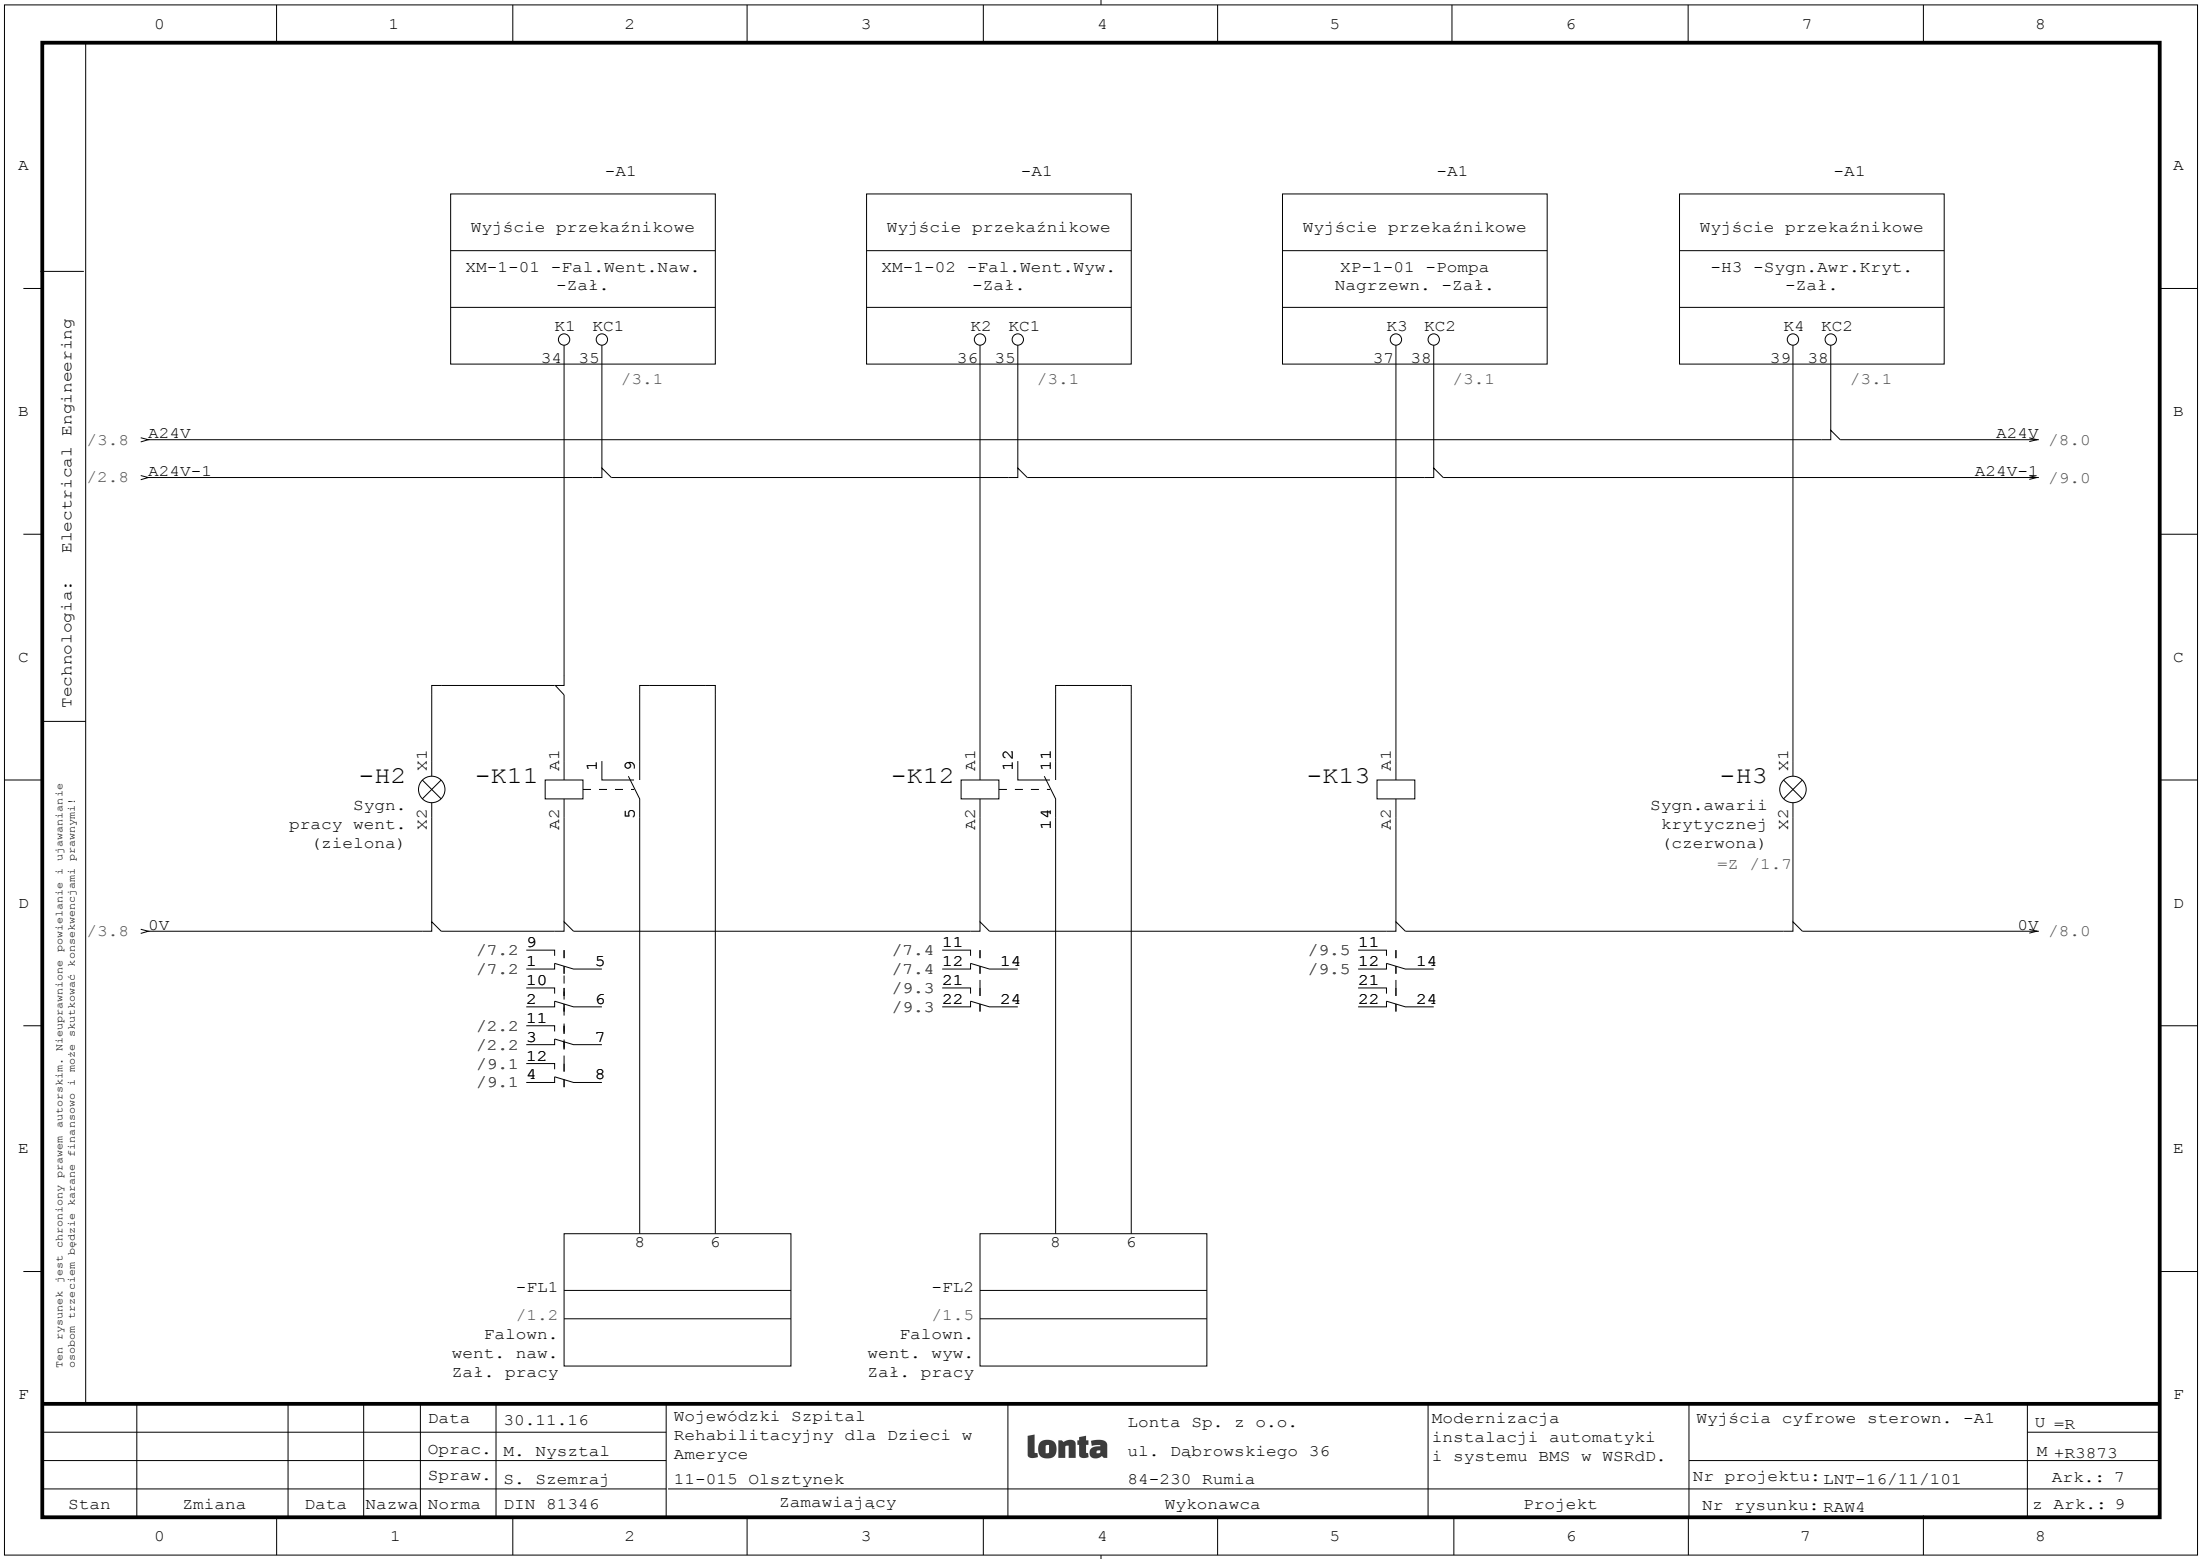 0 1 2 3 4 5 6 7 8
A A
B B
C C
D D
E E
F F
Technologia: Electrical Engineering
Ten rysunek jest chroniony prawem autorskim. Nieuprawnione powielanie i ujawanianie
osobom trzeciem będzie karane finansowo i może skutkować konsekwencjami prawnymi!
-A1 -A1 -A1 -A1
Wyjście przekaźnikowe Wyjście przekaźnikowe Wyjście przekaźnikowe Wyjście przekaźnikowe
XM-1-01 -Fal.Went.Naw. XM-1-02 -Fal.Went.Wyw. XP-1-01 -Pompa -H3 -Sygn.Awr.Kryt.
-Zał. -Zał. Nagrzewn. -Zał. -Zał.
K1 KC1 K2 KC1 K3 KC2 K4 KC2
34 35 36 35 37 38 39 38
/3.1 /3.1 /3.1 /3.1
/3.8 A24V A24V /8.0
/2.8 A24V-1 A24V-1 /9.0
X1 A1 1 9 A1 12 11 A1 X1
-H2 -K11 -K12 -K13 -H3
X2 A2 5 A2 14 A2 X2
Sygn.
pracy went.
(zielona)
Sygn.awarii
krytycznej
(czerwona)
=Z /1.7
/3.8 0V 0V /8.0
/7.2 9
/7.2 1 5
10
2 6
/2.2 11
/2.2 3 7
/9.1 12
/9.1 4 8
/7.4 11
/7.4 12 14
/9.3 21
/9.3 22 24
/9.5 11
/9.5 12 14
21
22 24
8 6 8 6
-FL1
/1.2
Falown.
went. naw.
Zał. pracy
-FL2
/1.5
Falown.
went. wyw.
Zał. pracy
Data 30.11.16
Oprac. M. Nysztal
Spraw. S. Szemraj
Stan Zmiana Data Nazwa Norma DIN 81346
Wojewódzki Szpital
Rehabilitacyjny dla Dzieci w
Ameryce
11-015 Olsztynek
Zamawiający
lonta
Lonta Sp. z o.o.
ul. Dąbrowskiego 36
84-230 Rumia
Wykonawca
Modernizacja
instalacji automatyki
i systemu BMS w WSRdD.
Projekt
Wyjścia cyfrowe sterown. -A1
Nr projektu: LNT-16/11/101
Nr rysunku: RAW4
U =R
M +R3873
Ark.: 7
z Ark.: 9
0 1 2 3 4 5 6 7 8